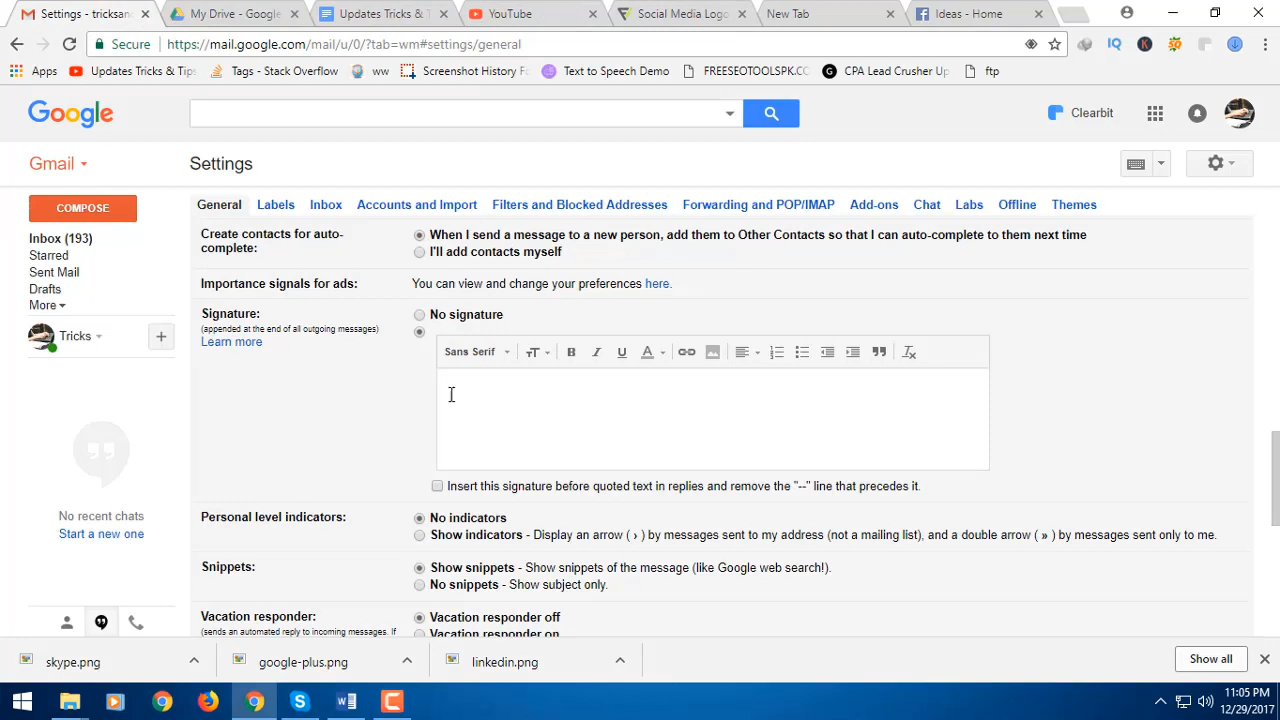 Settings - tricksan
My Drive - Google
Updates Tricks & T
YouTube
Social Media Logo
New Tab
Ideas - Home
Secure https://mail.google.com/mail/u/0/?tab=wm#settings/general
Apps Updates Tricks & Tips Tags - Stack Overflow ww Screenshot History F Text to Speech Demo FREESEOTOOLSPK.CC CPA Lead Crusher Up ftp
Google
Clearbit
Gmail
Settings
COMPOSE
Inbox (193)
Starred
Sent Mail
Drafts
More
Tricks
No recent chats
Start a new one
General Labels Inbox Accounts and Import Filters and Blocked Addresses Forwarding and POP/IMAP Add-ons Chat Labs Offline Themes
Create contacts for auto-
complete:
When I send a message to a new person, add them to Other Contacts so that I can auto-complete to them next time
I'll add contacts myself
Importance signals for ads:
You can view and change your preferences here.
Signature:
(appended at the end of all outgoing messages)
Learn more
No signature
Sans Serif
Insert this signature before quoted text in replies and remove the "--" line that precedes it.
Personal level indicators:
No indicators
Show indicators - Display an arrow ( › ) by messages sent to my address (not a mailing list), and a double arrow ( » ) by messages sent only to me.
Snippets:
Show snippets - Show snippets of the message (like Google web search!).
No snippets - Show subject only.
Vacation responder:
(sends an automated reply to incoming messages. If
Vacation responder off
Vacation responder on
skype.png
google-plus.png
linkedin.png
Show all
11:05 PM
12/29/2017